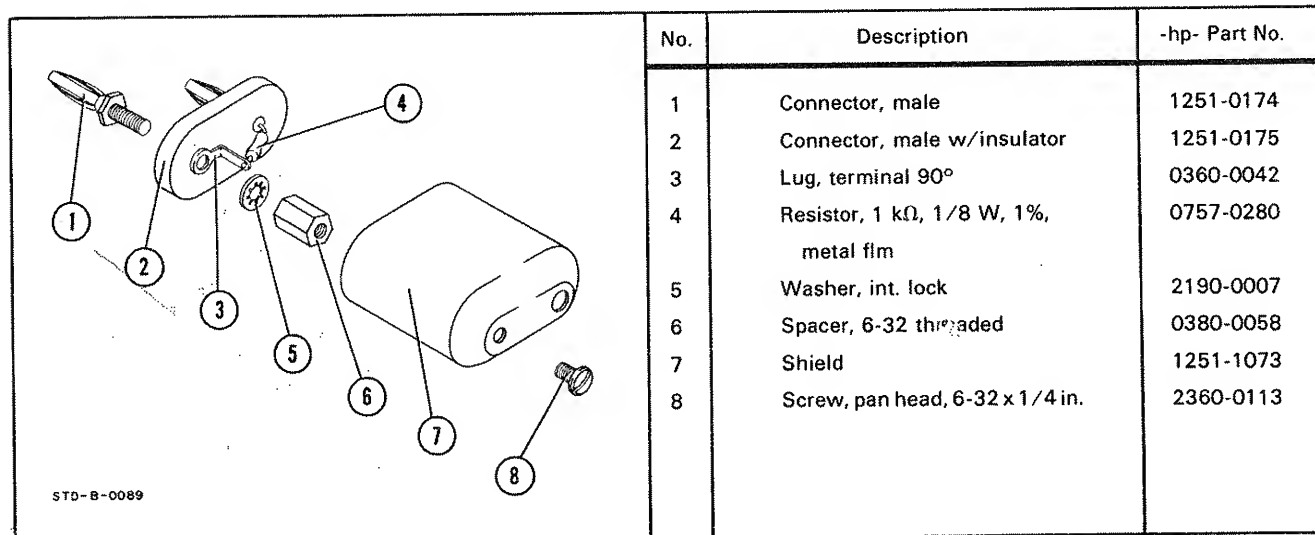 No. Description -hp- Part No.
1 Connector, male 1251-0174
2 Connector, male w/insulator 1251-0175
3 Lug, terminal 90° 0360-0042
4 Resistor, 1 kΩ, 1/8 W, 1%, 0757-0280
metal flm
5 Washer, int. lock 2190-0007
6 Spacer, 6-32 threaded 0380-0058
7 Shield 1251-1073
8 Screw, pan head, 6-32 x 1/4 in. 2360-0113
1
2
3
4
5
6
7
8
STD-B-0089